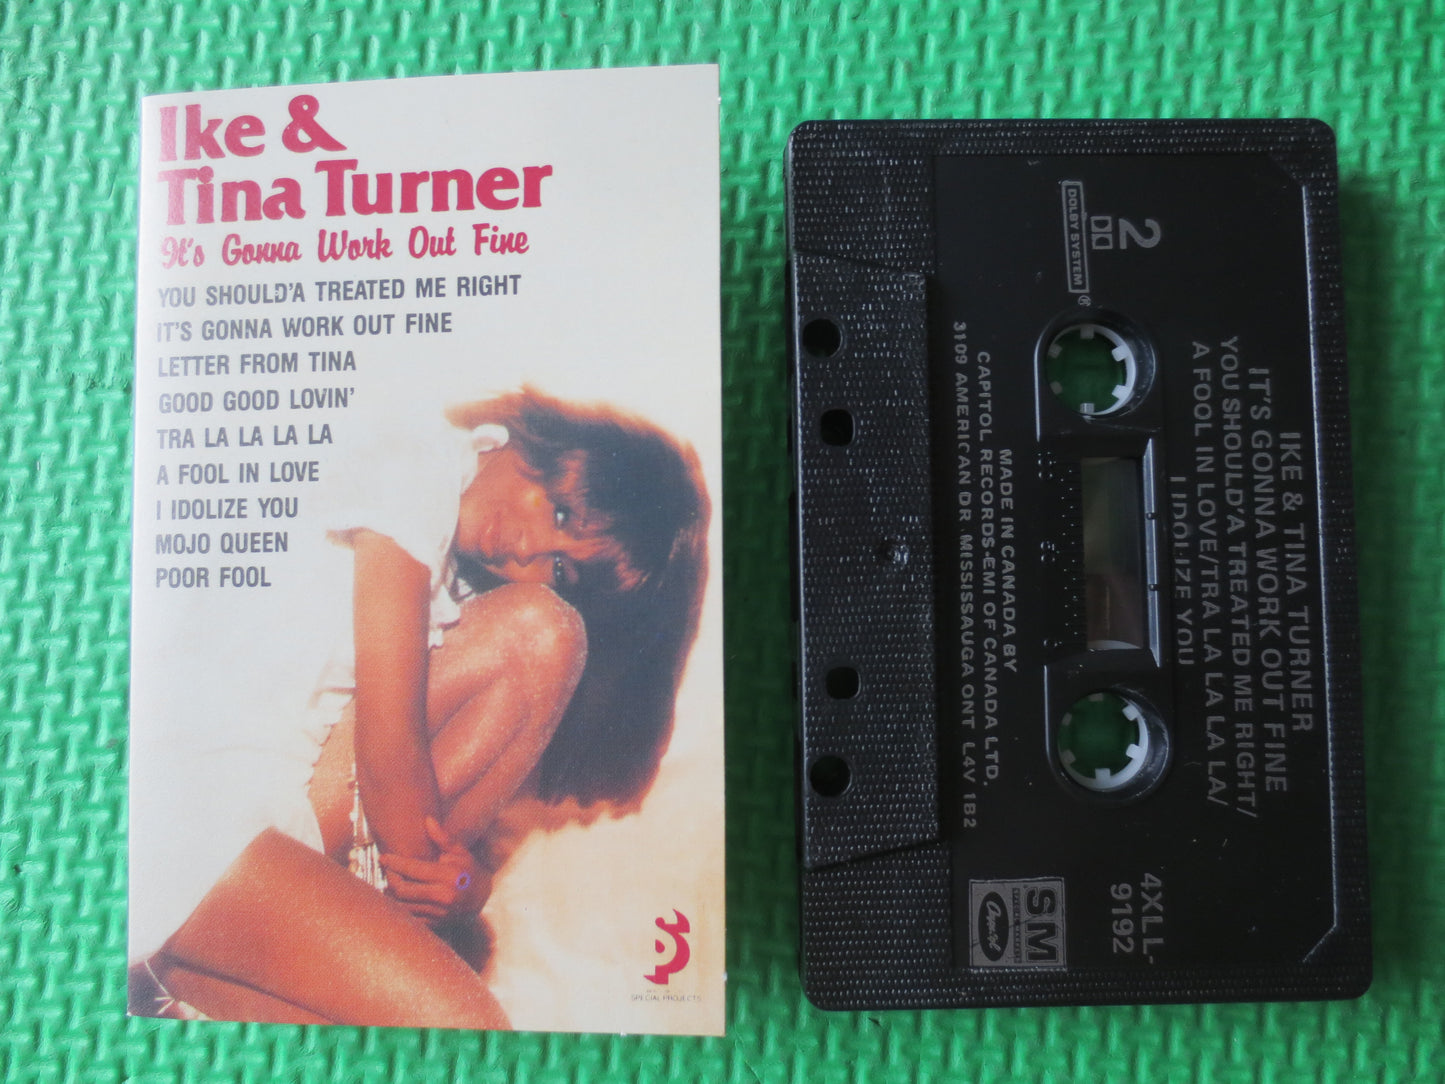 Ike &
Tina Turner
It's Gonna Work Out Fine
YOU SHOULD'A TREATED ME RIGHT
IT'S GONNA WORK OUT FINE
LETTER FROM TINA
GOOD GOOD LOVIN'
TRA LA LA LA LA
A FOOL IN LOVE
I IDOLIZE YOU
MOJO QUEEN
POOR FOOL
SPECIAL PROJECTS
2
DOLBY SYSTEM
®
IKE & TINA TURNER
IT'S GONNA WORK OUT FINE
YOU SHOULD'A TREATED ME RIGHT/
A FOOL IN LOVE/TRA LA LA LA LA/
I IDOLIZE YOU
MADE IN CANADA BY
CAPITOL RECORDS-EMI OF CANADA LTD.
3109 AMERICAN DR MISSISSAUGA ONT L4V 1B2
4XLL-
9192
SM
SPECIAL MARKETS
Capitol